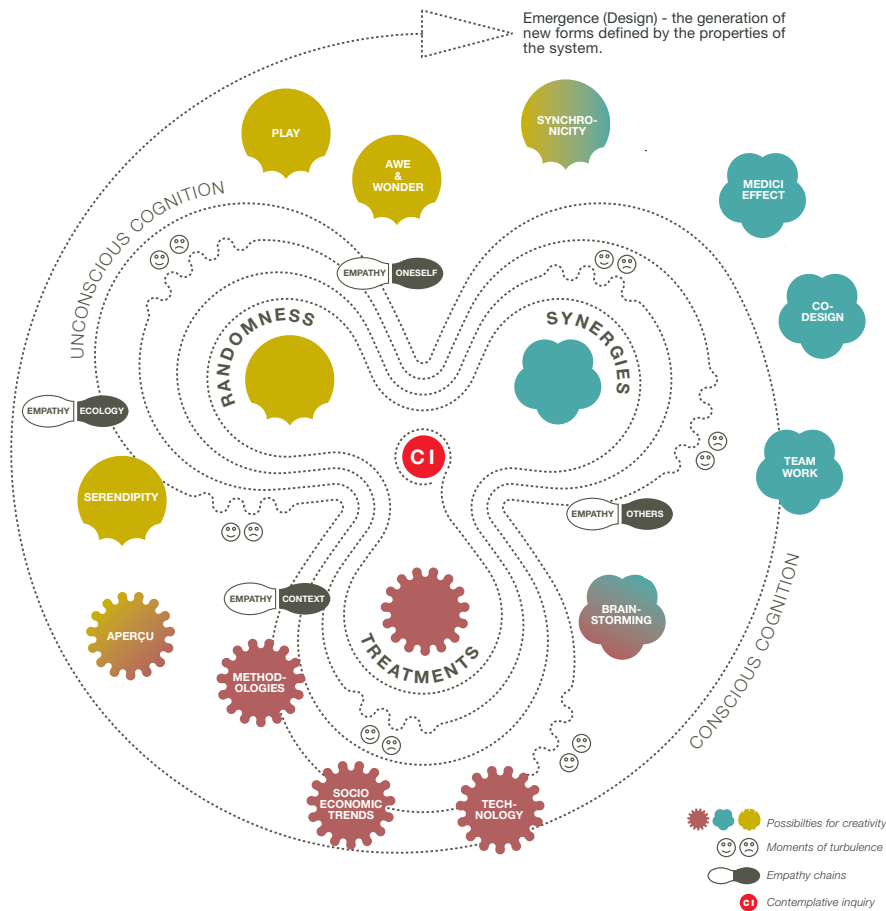 Emergence (Design) - the generation of
new forms defined by the properties of
the system.
PLAY
SYNCHRO-
NICITY
AWE
&
WONDER
MEDICI
EFFECT
UNCONSCIOUS COGNITION
EMPATHY ONESELF
CO-
DESIGN
RANDOMNESS
SYNERGIES
EMPATHY ECOLOGY
CI
TEAM
WORK
SERENDIPITY
EMPATHY OTHERS
EMPATHY CONTEXT
BRAIN-
STORMING
APERÇU
TREATMENTS
CONSCIOUS COGNITION
METHOD-
OLOGIES
SOCIO
ECONOMIC
TRENDS
TECH-
NOLOGY
Possibilties for creativity
Moments of turbulence
Empathy chains
CI Contemplative inquiry